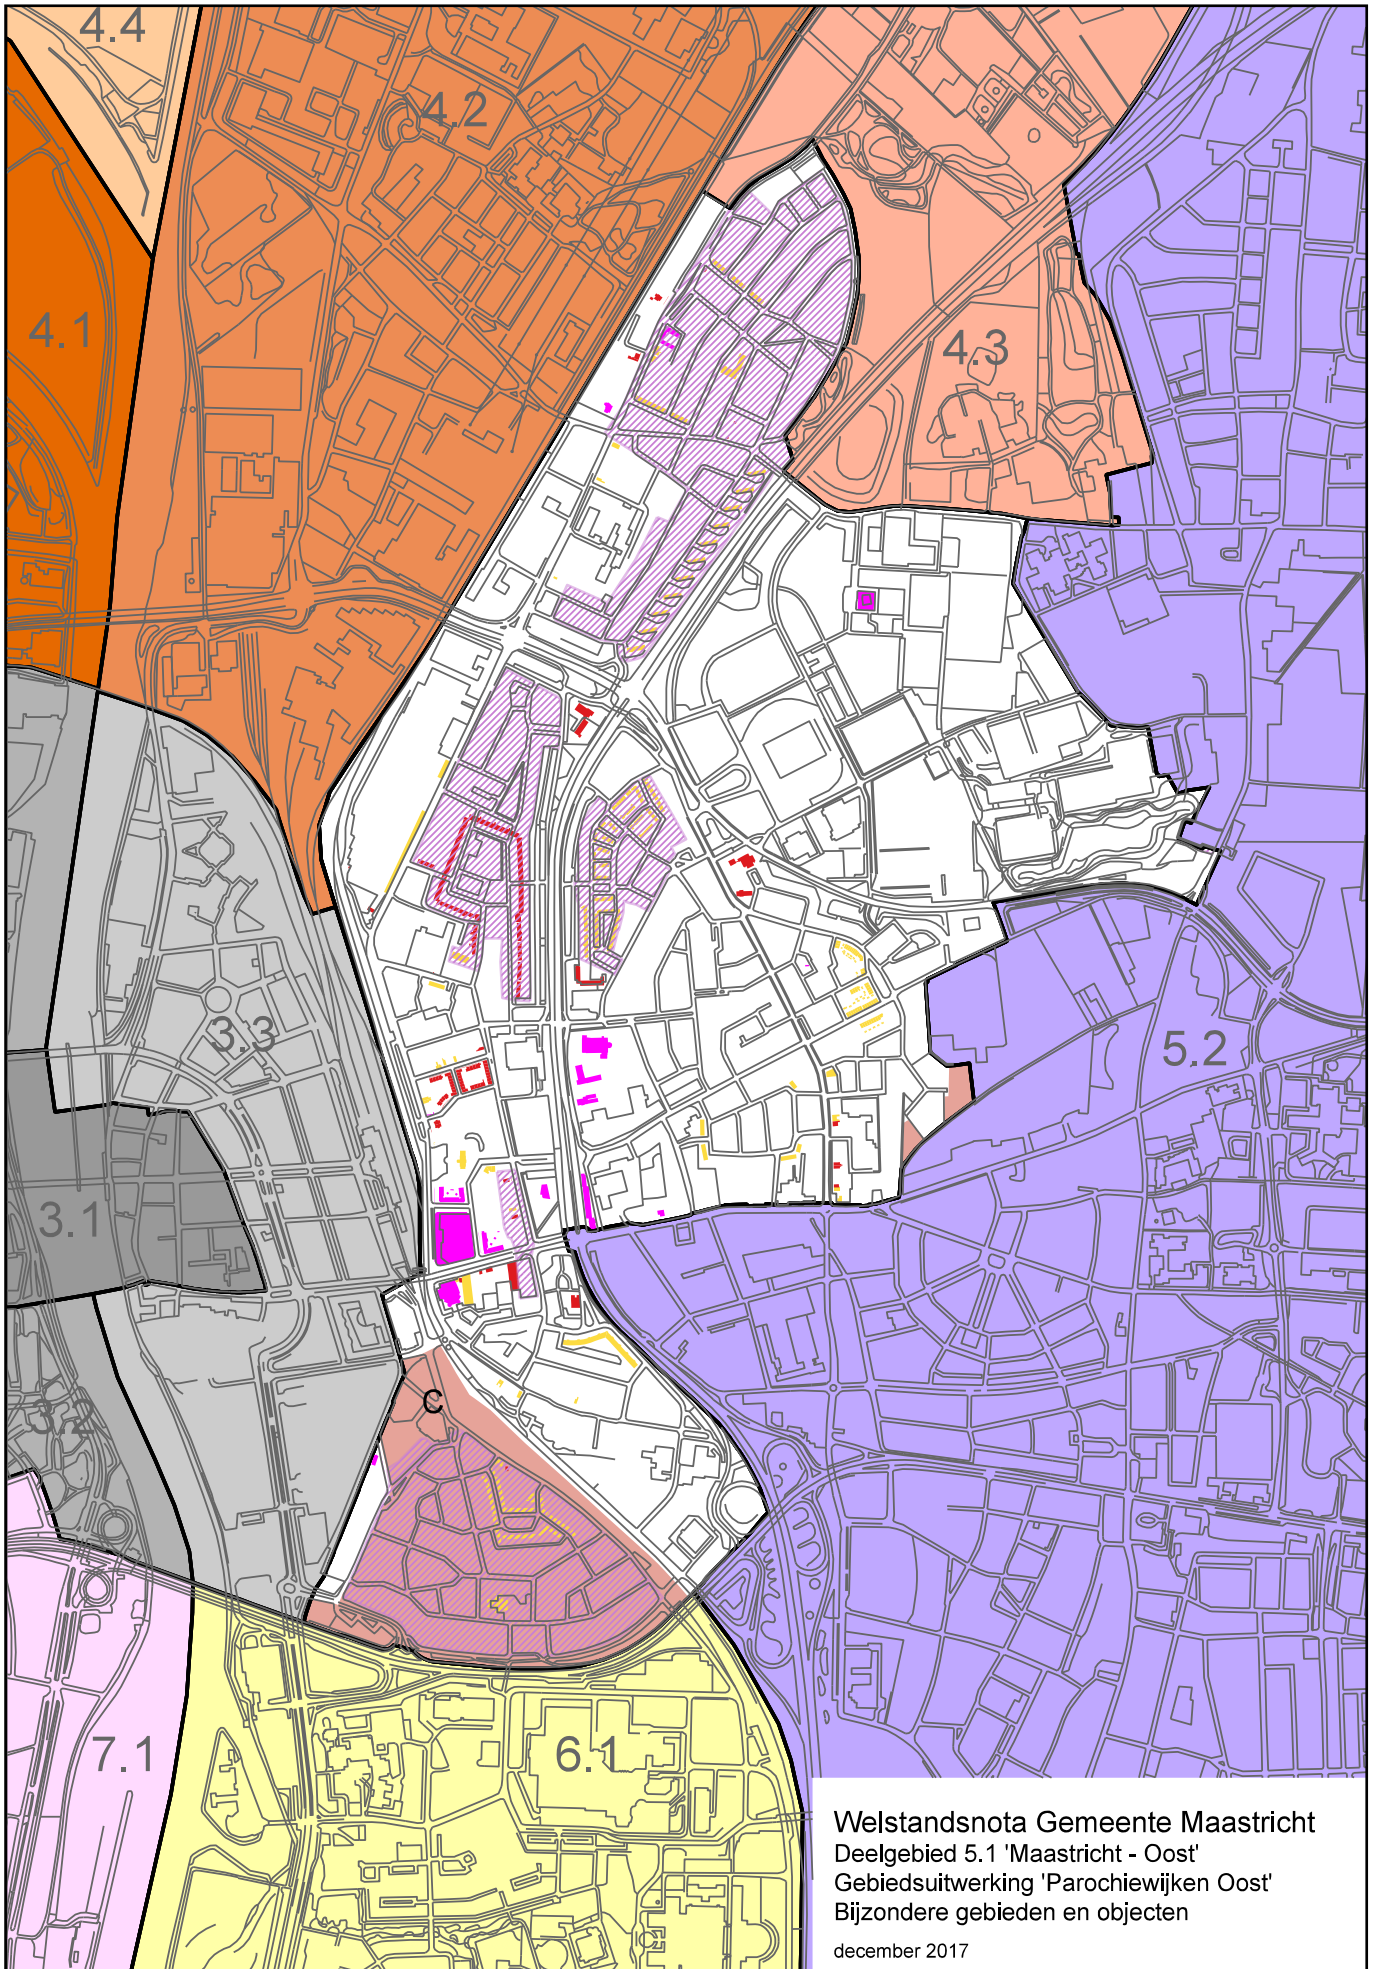 4.4
4.2
4.1
4.3
3.3
5.2
3.1
3.2
C
7.1
6.1
Welstandsnota Gemeente Maastricht
Deelgebied 5.1 'Maastricht - Oost'
Gebiedsuitwerking 'Parochiewijken Oost'
Bijzondere gebieden en objecten
december 2017